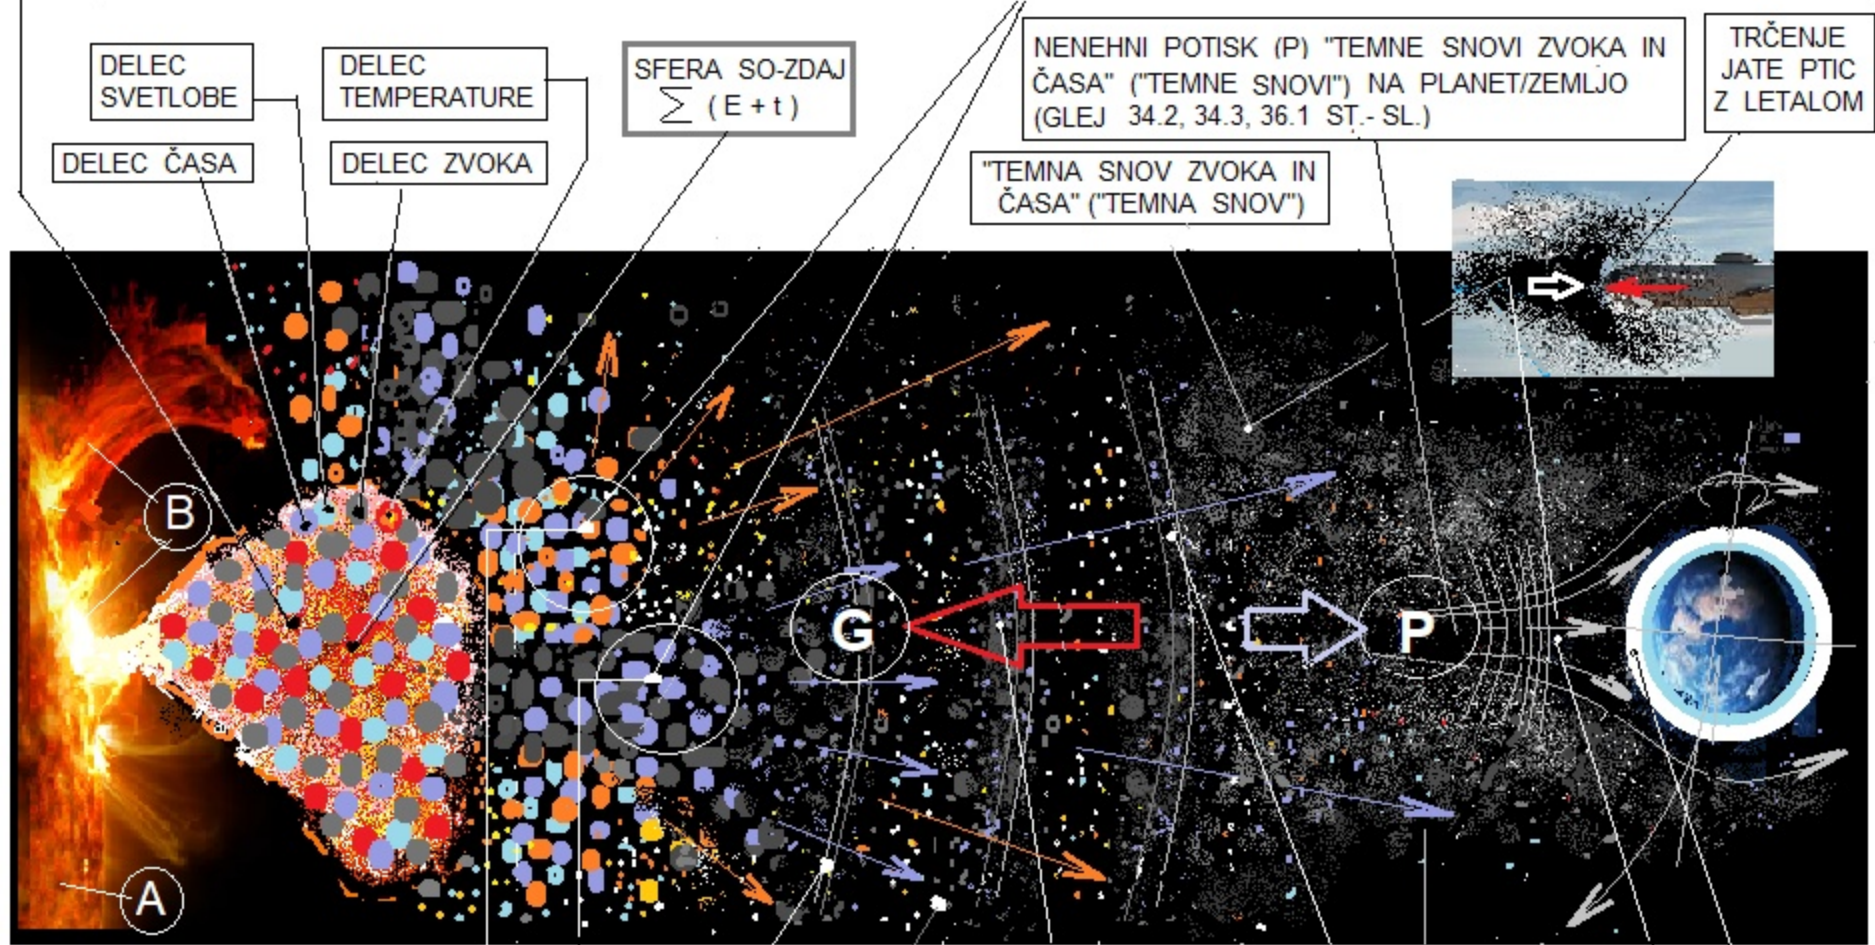 DELEC
SVETLOBE
DELEC
TEMPERATURE
SFERA SO-ZDAJ
∑ ( E + t )
NENEHNI POTISK (P) "TEMNE SNOVI ZVOKA IN
ČASA" ("TEMNE SNOVI") NA PLANET/ZEMLJO
(GLEJ 34.2, 34.3, 36.1 ST.- SL.)
TRČENJE
JATE PTIC
Z LETALOM
DELEC ČASA
DELEC ZVOKA
"TEMNA SNOV ZVOKA IN
ČASA" ("TEMNA SNOV")
B
G
P
A